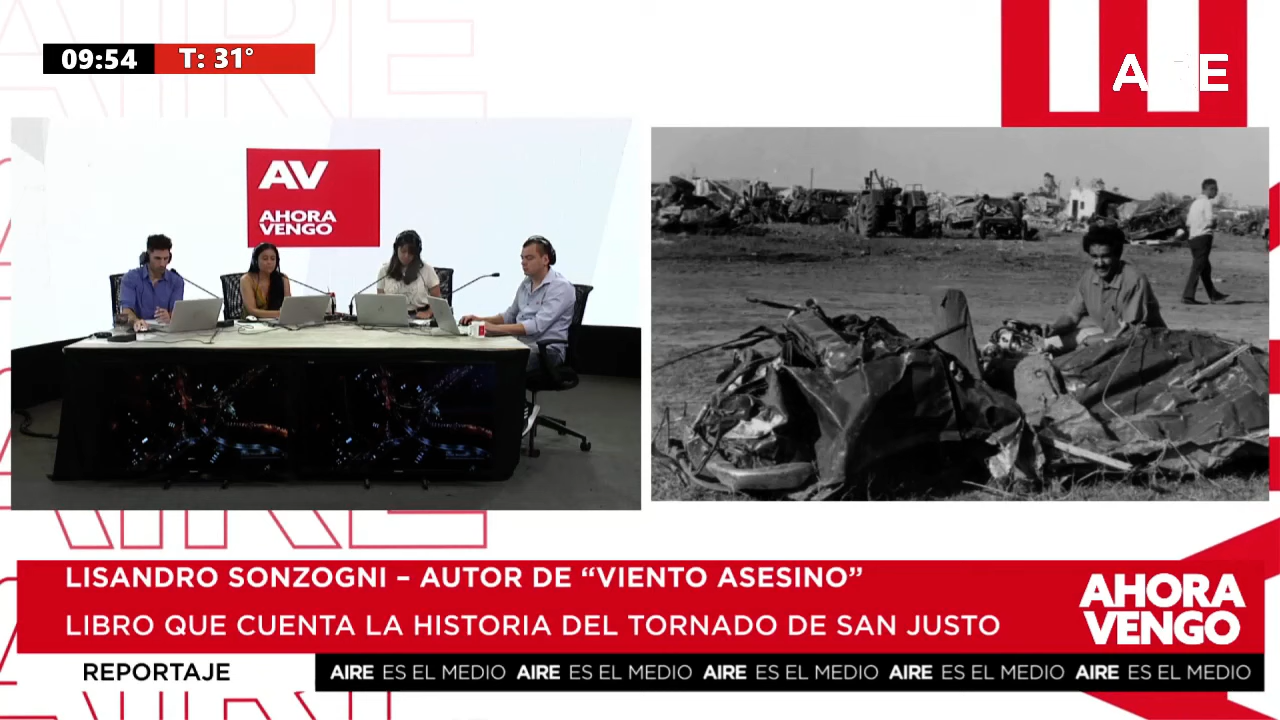 AIRE
09:54 T: 31°
AIRE
AV
AHORA
VENGO
LISANDRO SONZOGNI – AUTOR DE “VIENTO ASESINO”
LIBRO QUE CUENTA LA HISTORIA DEL TORNADO DE SAN JUSTO
AHORA
VENGO
REPORTAJE
AIRE ES EL MEDIO AIRE ES EL MEDIO AIRE ES EL MEDIO AIRE ES EL MEDIO AIRE ES EL MEDIO
AIRE